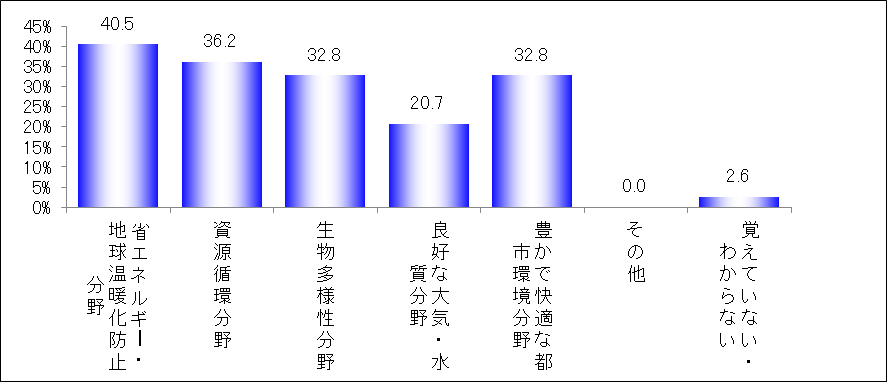 45%
40%
35%
30%
25%
20%
15%
10%
5%
0%
40.5
36.2
32.8
20.7
32.8
0.0
2.6
省エネルギー・
地球温暖化防止
分野
資源循環分野
生物多様性分野
良好な大気・水
質分野
豊かで快適な都
市環境分野
その他
覚えていない・
わからない